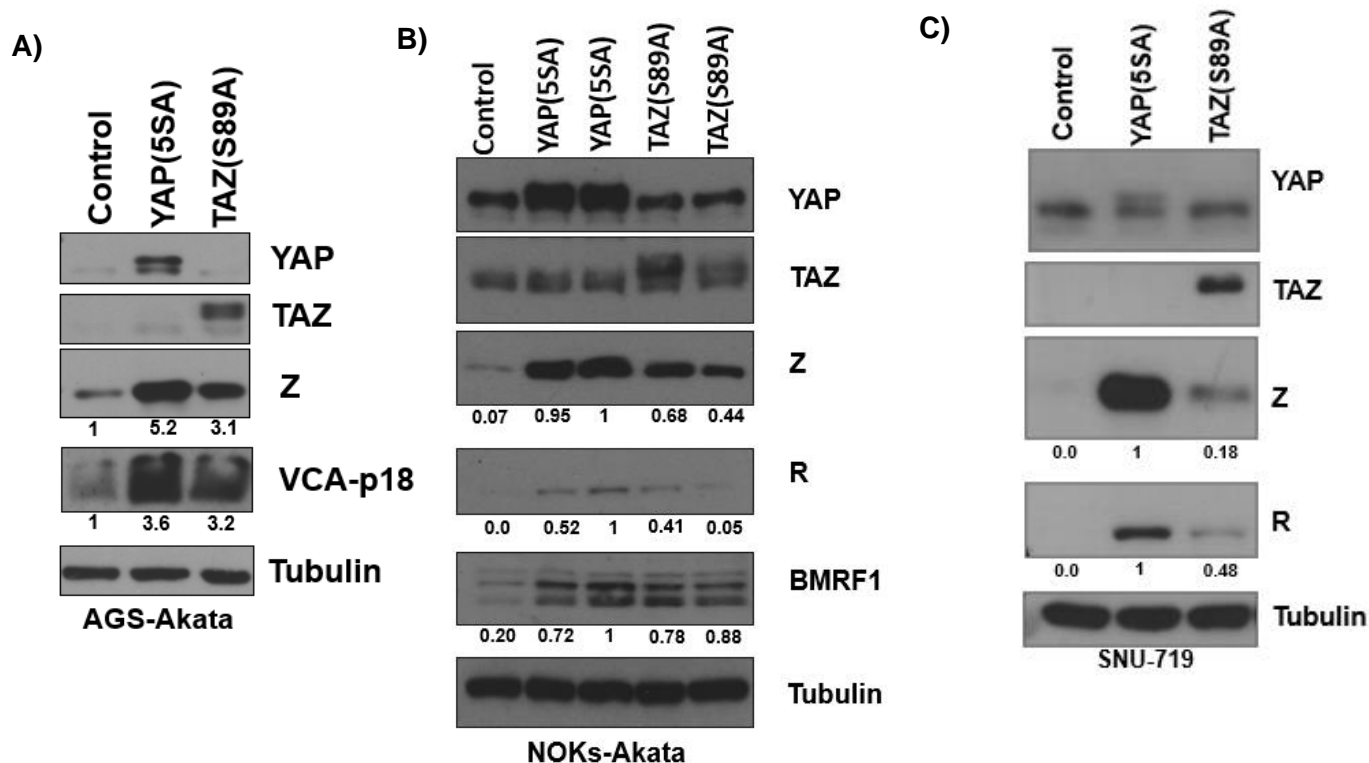 A)
Control
YAP(5SA)
TAZ(S89A)
YAP
TAZ
Z
1 5.2 3.1
VCA-p18
1 3.6 3.2
Tubulin
AGS-Akata
B)
Control
YAP(5SA)
YAP(5SA)
TAZ(S89A)
TAZ(S89A)
YAP
TAZ
Z
0.07 0.95 1 0.68 0.44
R
0.0 0.52 1 0.41 0.05
BMRF1
0.20 0.72 1 0.78 0.88
Tubulin
NOKs-Akata
C)
Control
YAP(5SA)
TAZ(S89A)
YAP
TAZ
Z
0.0 1 0.18
R
0.0 1 0.48
Tubulin
SNU-719